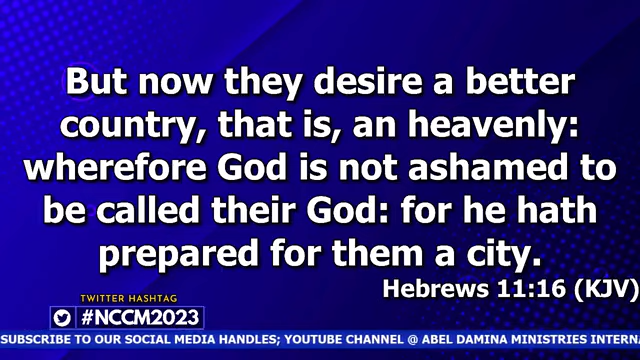 But now they desire a better
country, that is, an heavenly:
wherefore God is not ashamed to
be called their God: for he hath
prepared for them a city.
Hebrews 11:16 (KJV)
TWITTER HASHTAG
#NCCM2023
SUBSCRIBE TO OUR SOCIAL MEDIA HANDLES; YOUTUBE CHANNEL @ ABEL DAMINA MINISTRIES INTERN